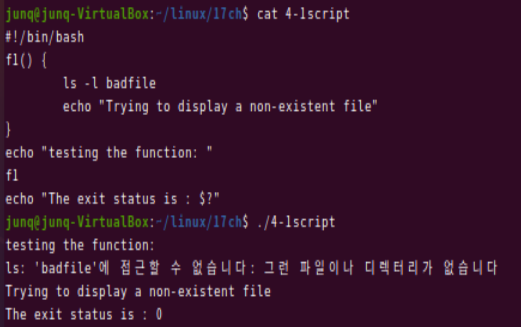 junq@junq-VirtualBox:~/linux/17ch$ cat 4-1script
#!/bin/bash
f1() {
        ls -l badfile
        echo "Trying to display a non-existent file"
}
echo "testing the function: "
f1
echo "The exit status is : $?"
junq@junq-VirtualBox:~/linux/17ch$ ./4-1script
testing the function:
ls: 'badfile'에 접근할 수 없습니다: 그런 파일이나 디렉터리가 없습니다
Trying to display a non-existent file
The exit status is : 0